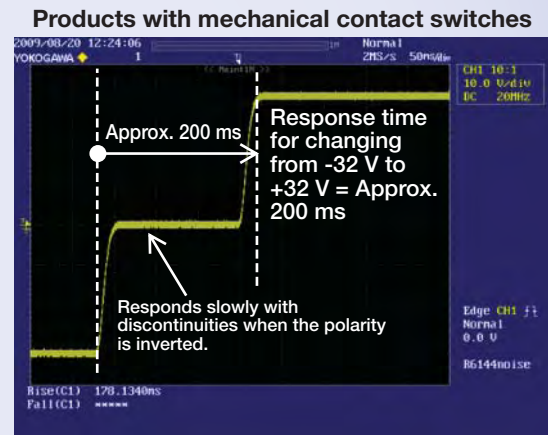 Products with mechanical contact switches
2009/08/20 12:24:06
Normal
YOKOGAWA 1
2MS/s 50ms/div
<< Main:1M >>
CH1 10:1
10.0 V/div
DC 20MHz
Approx. 200 ms
Response time
for changing
from -32 V to
+32 V = Approx.
200 ms
Responds slowly with
discontinuities when the polarity
is inverted.
Edge CH1
Normal
0.0 V
R6144noise
Rise(C1) 178.1340ms
Fall(C1) *****